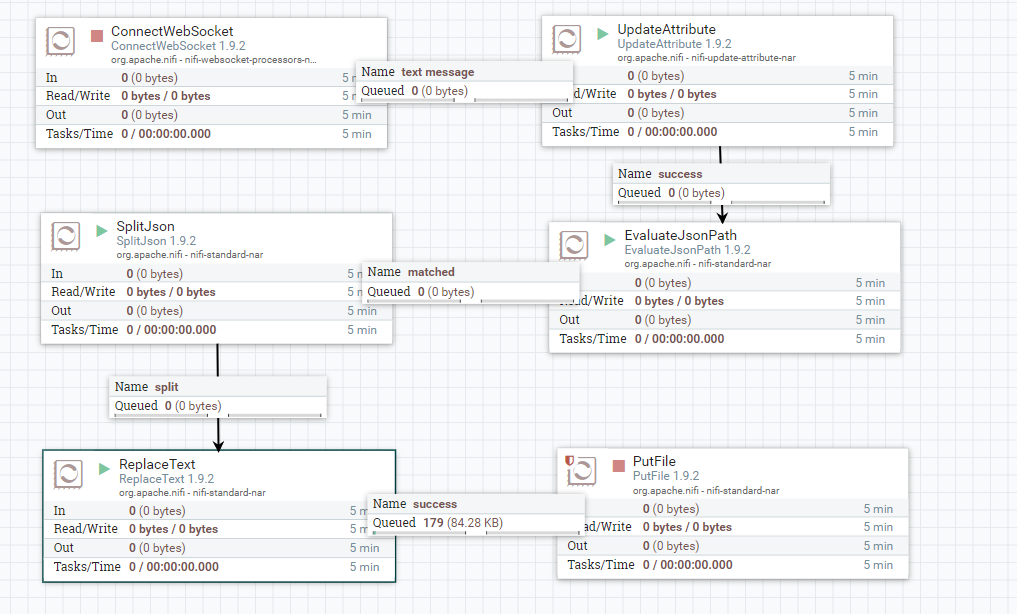 ConnectWebSocket
ConnectWebSocket 1.9.2
org.apache.nifi - nifi-websocket-processors-n...
In 0 (0 bytes) 5
Read/Write 0 bytes / 0 bytes 5
Out 0 (0 bytes) 5 min
Tasks/Time 0 / 00:00:00.000 5 min
Name text message
Queued 0 (0 bytes)
UpdateAttribute
UpdateAttribute 1.9.2
org.apache.nifi - nifi-update-attribute-nar
0 (0 bytes) 5 min
d/Write 0 bytes / 0 bytes 5 min
Out 0 (0 bytes) 5 min
Tasks/Time 0 / 00:00:00.000 5 min
Name success
Queued 0 (0 bytes)
SplitJson
SplitJson 1.9.2
org.apache.nifi - nifi-standard-nar
In 0 (0 bytes) 5
Read/Write 0 bytes / 0 bytes 5
Out 0 (0 bytes) 5 min
Tasks/Time 0 / 00:00:00.000 5 min
Name matched
Queued 0 (0 bytes)
EvaluateJsonPath
EvaluateJsonPath 1.9.2
org.apache.nifi - nifi-standard-nar
0 (0 bytes) 5 min
Read/Write 0 bytes / 0 bytes 5 min
Out 0 (0 bytes) 5 min
Tasks/Time 0 / 00:00:00.000 5 min
Name split
Queued 0 (0 bytes)
ReplaceText
ReplaceText 1.9.2
org.apache.nifi - nifi-standard-nar
In 0 (0 bytes) 5
Read/Write 0 bytes / 0 bytes 5
Out 0 (0 bytes) 5 min
Tasks/Time 0 / 00:00:00.000 5 min
Name success
Queued 179 (84.28 KB)
PutFile
PutFile 1.9.2
org.apache.nifi - nifi-standard-nar
0 (0 bytes) 5 min
ad/Write 0 bytes / 0 bytes 5 min
Out 0 (0 bytes) 5 min
Tasks/Time 0 / 00:00:00.000 5 min